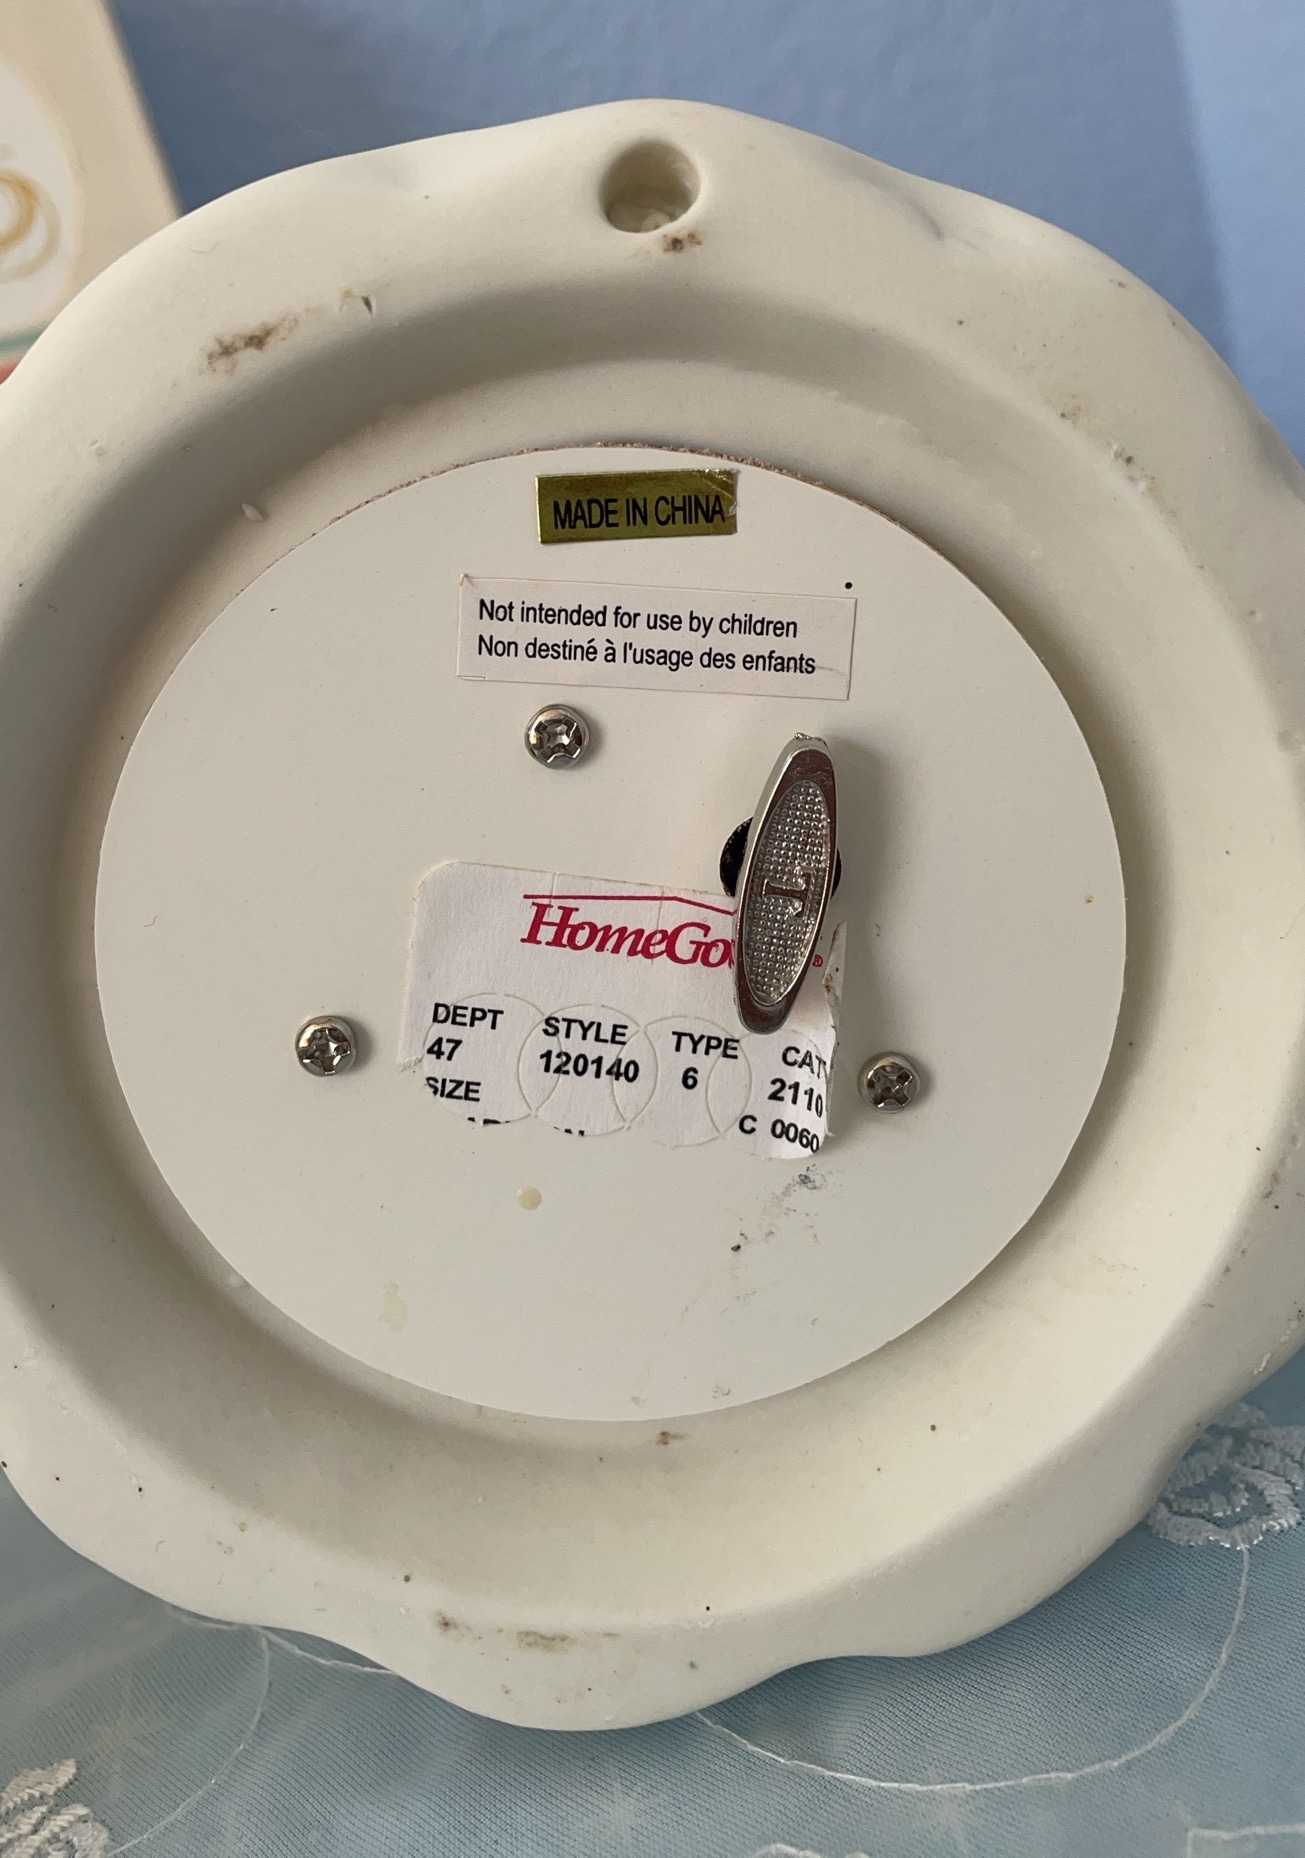 MADE IN CHINA
Not intended for use by children
Non destiné à l'usage des enfants
HomeGo ®
DEPT STYLE TYPE CAT
47 120140 6 2110
SIZE
C 0060